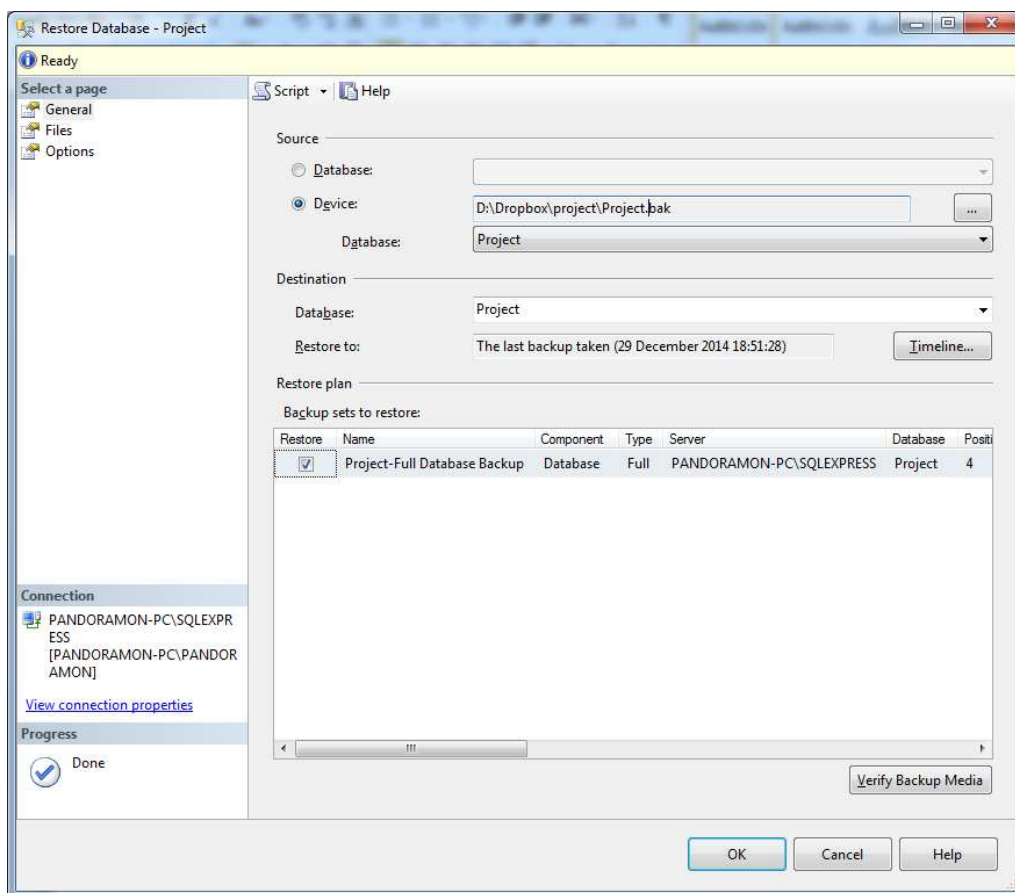 Restore Database - Project
Ready
Select a page
General
Files
Options
Script
Help
Source
Database:
Device:
D:\Dropbox\project\Project.bak
...
Database:
Project
Destination
Database:
Project
Restore to:
The last backup taken (29 December 2014 18:51:28)
Timeline...
Restore plan
Backup sets to restore:
Restore Name Component Type Server Database Positi
Project-Full Database Backup Database Full PANDORAMON-PC\SQLEXPRESS Project 4
Connection
PANDORAMON-PC\SQLEXPR
ESS
[PANDORAMON-PC\PANDOR
AMON]
View connection properties
Progress
Done
Verify Backup Media
OK Cancel Help